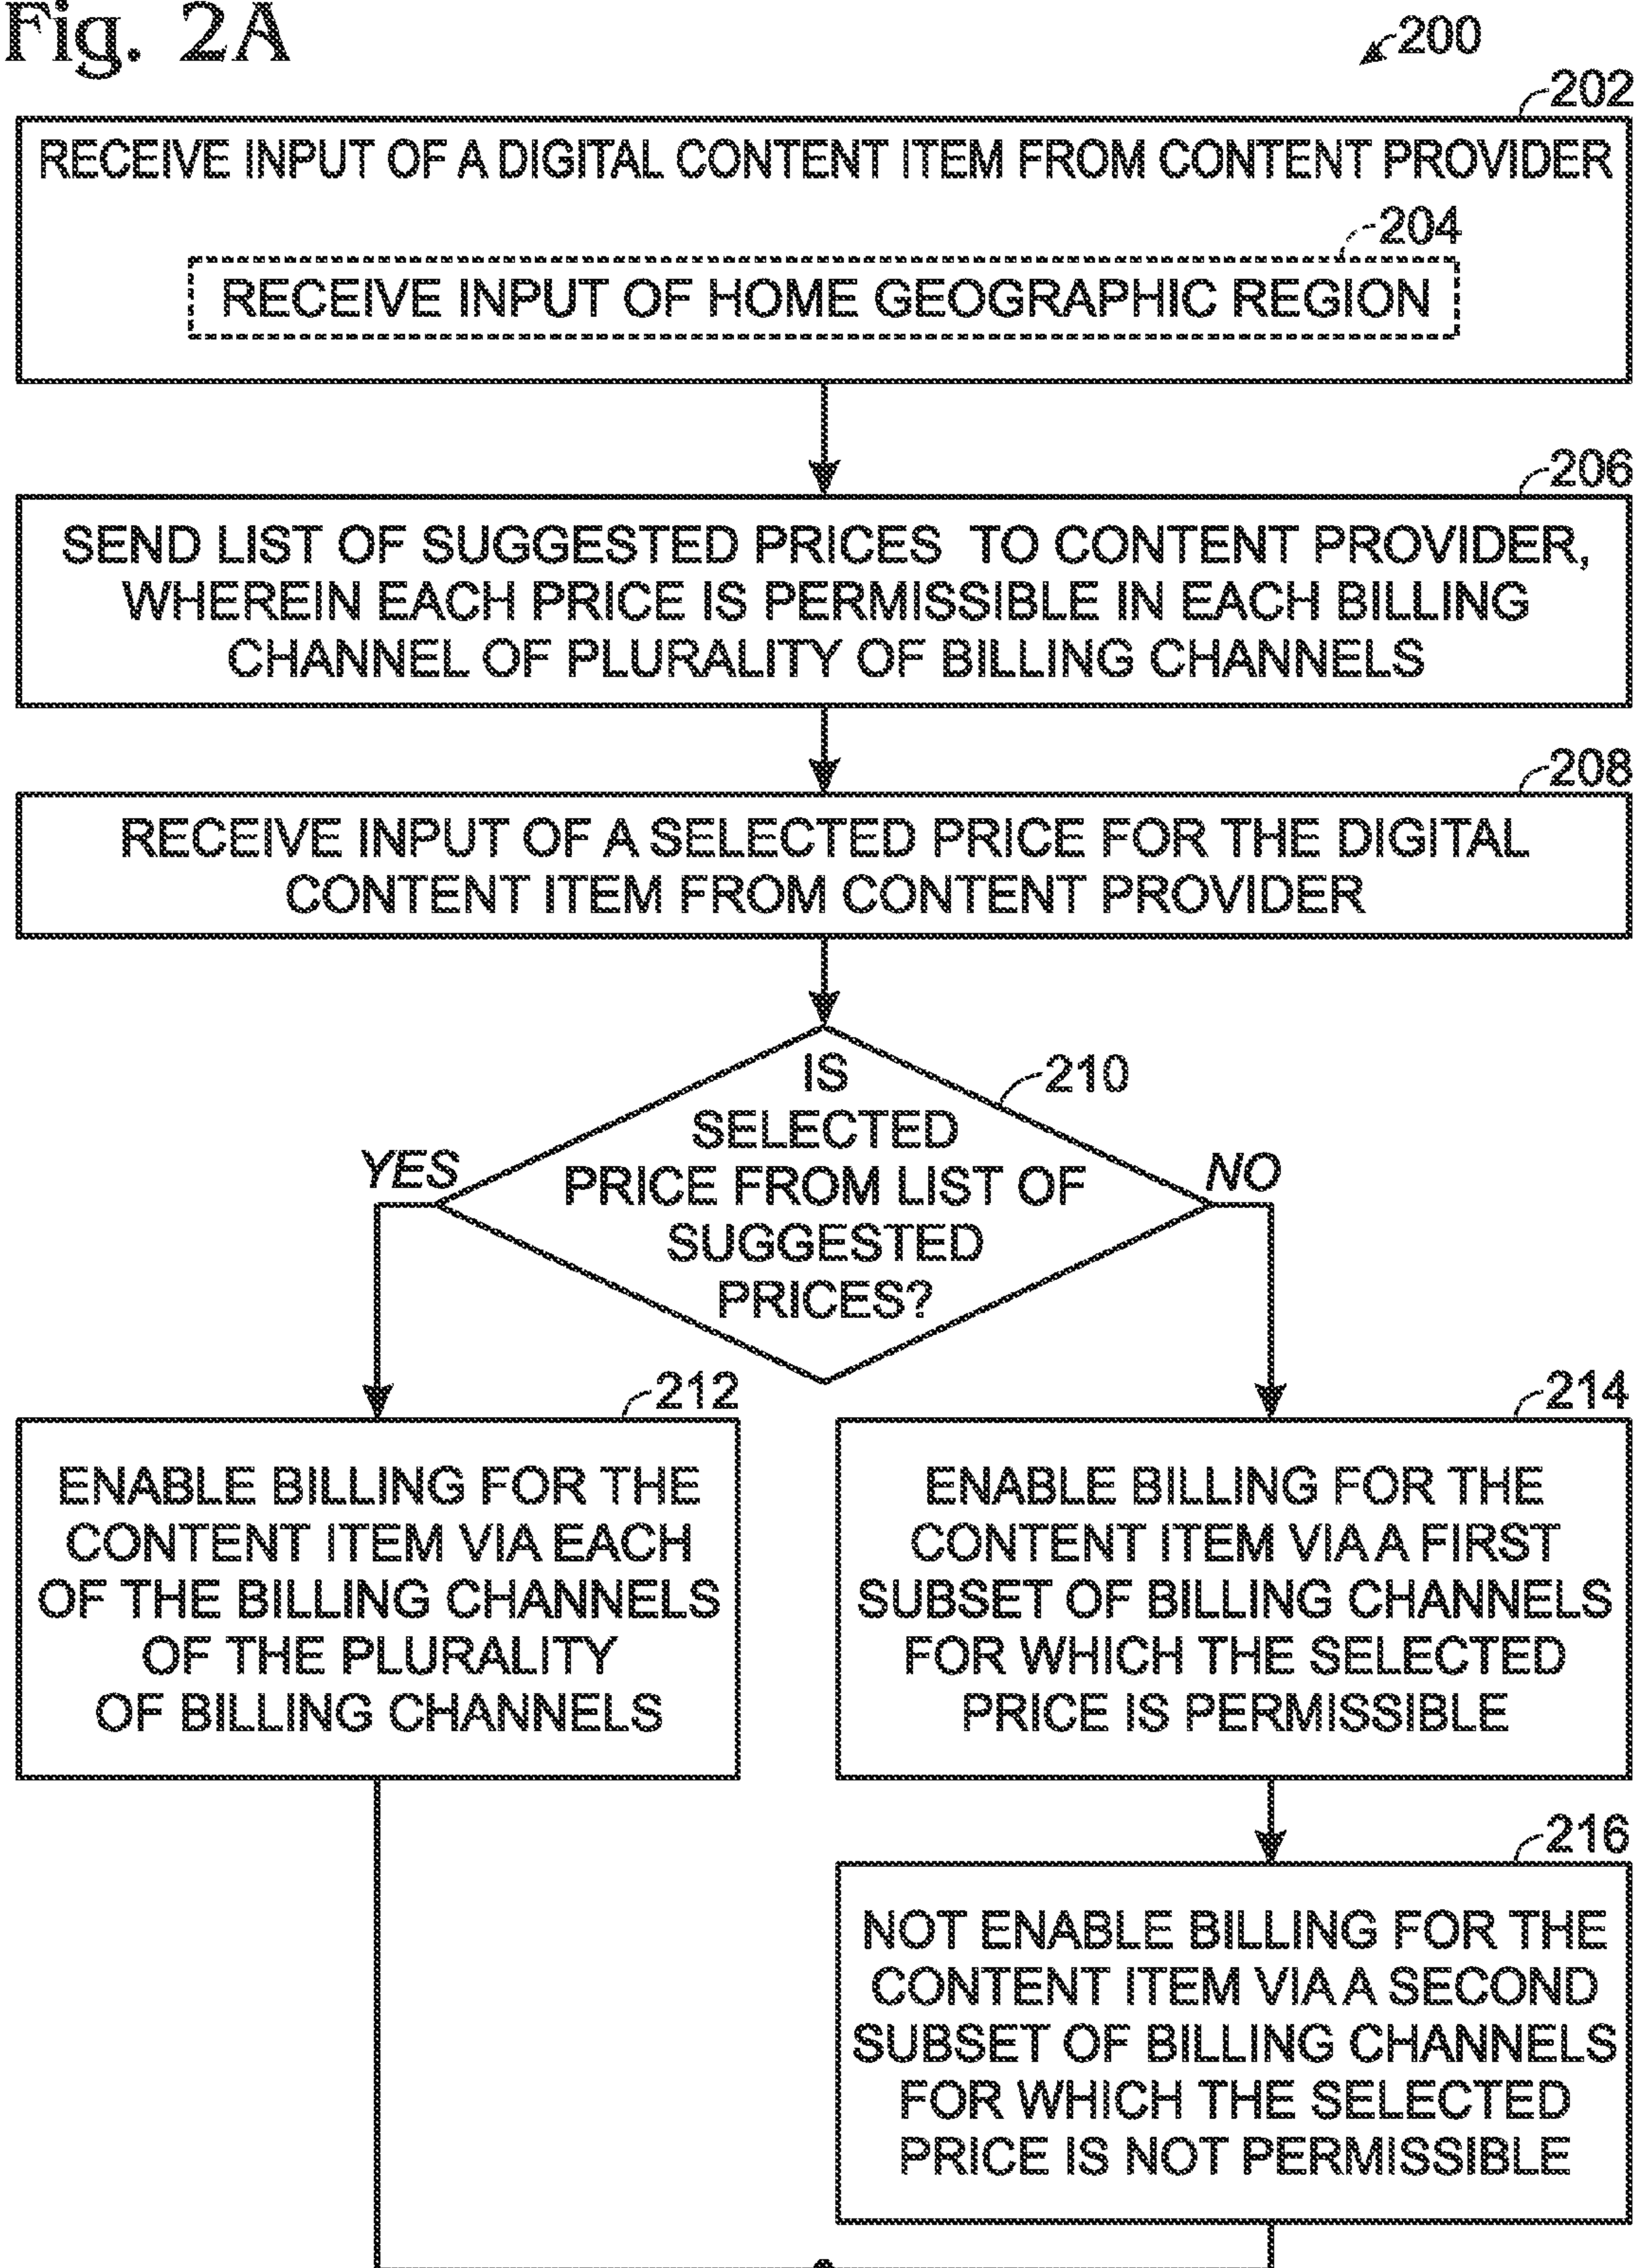 Fig. 2A
200
202
RECEIVE INPUT OF A DIGITAL CONTENT ITEM FROM CONTENT PROVIDER
204
RECEIVE INPUT OF HOME GEOGRAPHIC REGION
206
SEND LIST OF SUGGESTED PRICES TO CONTENT PROVIDER,
WHEREIN EACH PRICE IS PERMISSIBLE IN EACH BILLING
CHANNEL OF PLURALITY OF BILLING CHANNELS
208
RECEIVE INPUT OF A SELECTED PRICE FOR THE DIGITAL
CONTENT ITEM FROM CONTENT PROVIDER
210
IS
SELECTED
PRICE FROM LIST OF
SUGGESTED
PRICES?
YES
NO
212
ENABLE BILLING FOR THE
CONTENT ITEM VIA EACH
OF THE BILLING CHANNELS
OF THE PLURALITY
OF BILLING CHANNELS
214
ENABLE BILLING FOR THE
CONTENT ITEM VIA A FIRST
SUBSET OF BILLING CHANNELS
FOR WHICH THE SELECTED
PRICE IS PERMISSIBLE
216
NOT ENABLE BILLING FOR THE
CONTENT ITEM VIA A SECOND
SUBSET OF BILLING CHANNELS
FOR WHICH THE SELECTED
PRICE IS NOT PERMISSIBLE